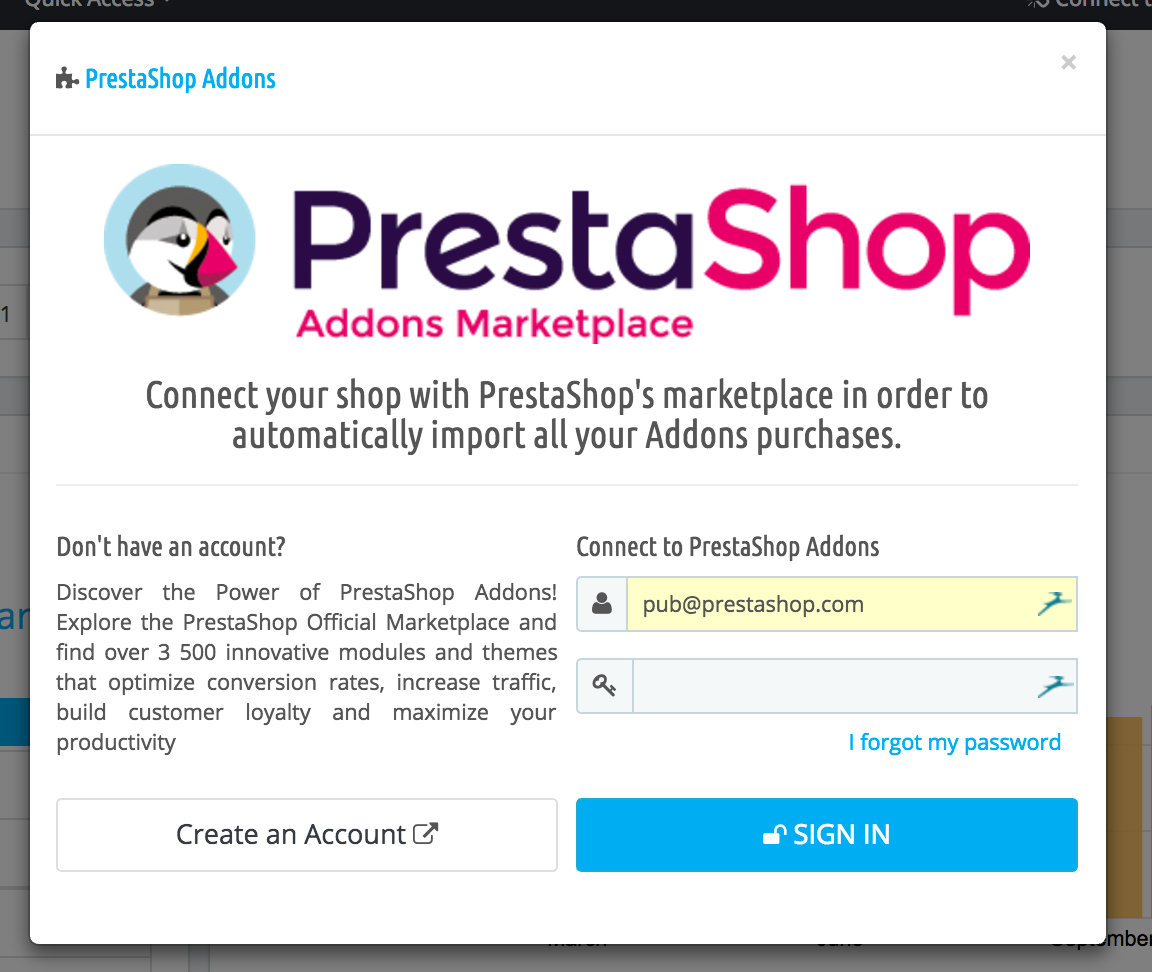 Quick Access
Connect t
PrestaShop Addons
×
PrestaShop
Addons Marketplace
1
Connect your shop with PrestaShop's marketplace in order to
automatically import all your Addons purchases.
Don't have an account?
Discover the Power of PrestaShop Addons!
Explore the PrestaShop Official Marketplace and
find over 3 500 innovative modules and themes
that optimize conversion rates, increase traffic,
build customer loyalty and maximize your
productivity
Create an Account
Connect to PrestaShop Addons
pub@prestashop.com
I forgot my password
SIGN IN
ar
March
June
September